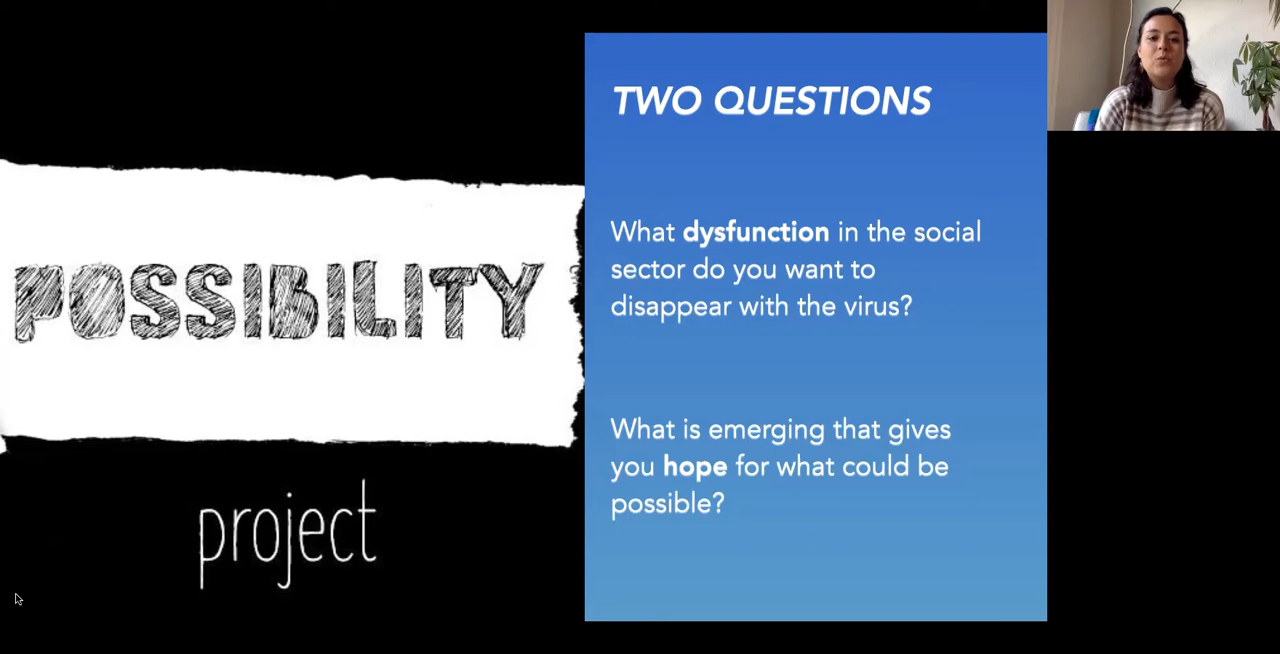 POSSIBILITY
project
TWO QUESTIONS
What dysfunction in the social
sector do you want to
disappear with the virus?
What is emerging that gives
you hope for what could be
possible?